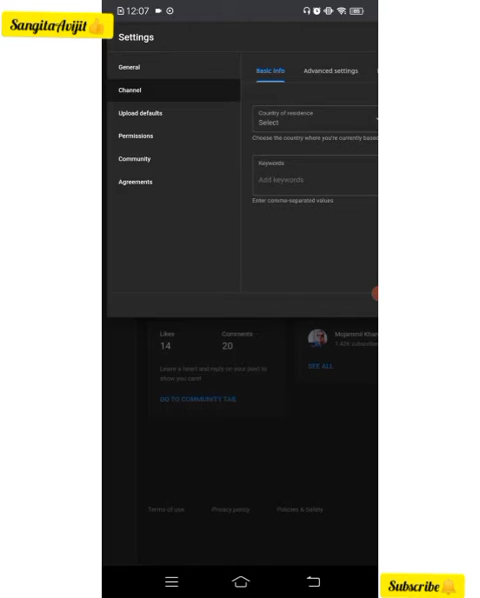 12:07
SangitaAvijit👍
Settings
General
Channel
Upload defaults
Permissions
Community
Agreements
Basic info
Advanced settings
Country of residence
Select
Choose the country where you're currently based
Keywords
Add keywords
Enter comma-separated values
Likes
14
Comments
20
Leave a heart and reply on your post to
show you care!
GO TO COMMUNITY TAB
SEE ALL
Terms of use
Privacy policy
Policies & Safety
Subscribe🔔